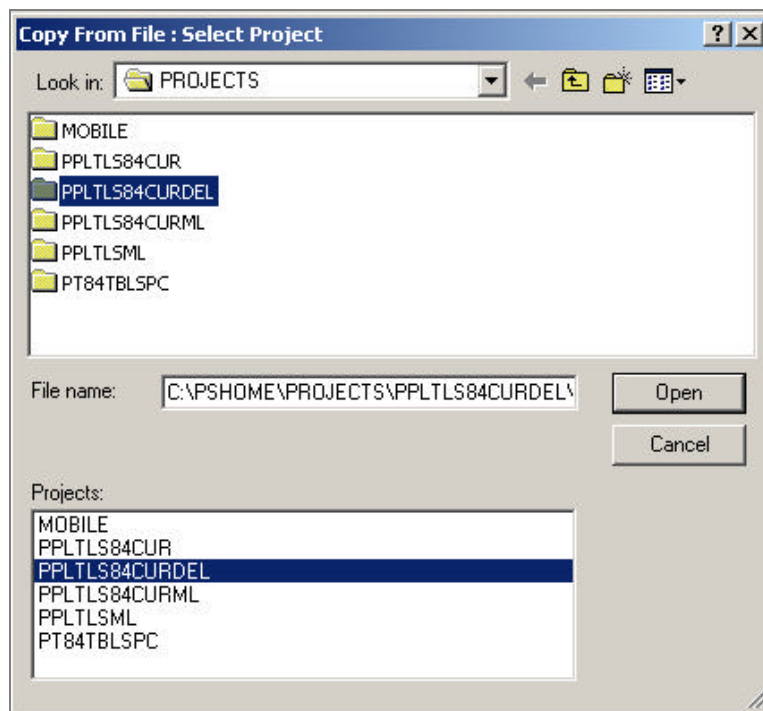 Copy From File : Select Project
Look in: PROJECTS
MOBILE
PPLTLS84CUR
PPLTLS84CURDEL
PPLTLS84CURML
PPLTLSML
PT84TBLSPC
File name: C:\PSHOME\PROJECTS\PPLTLS84CURDEL\ Open
Cancel
Projects:
MOBILE
PPLTLS84CUR
PPLTLS84CURDEL
PPLTLS84CURML
PPLTLSML
PT84TBLSPC